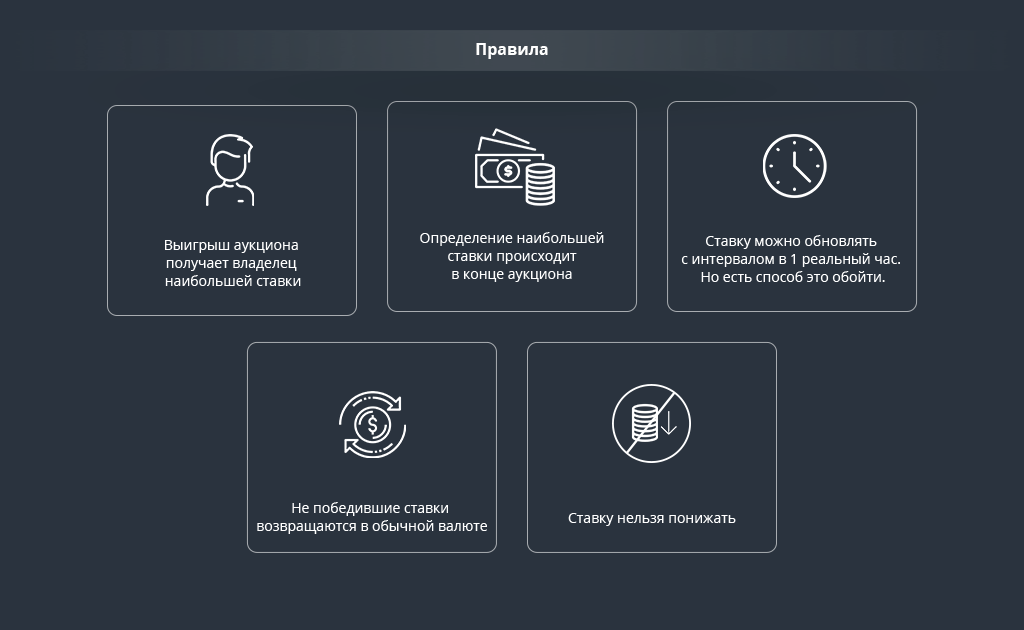 Правила
Выигрыш аукциона
получает владелец
наибольшей ставки
Определение наибольшей
ставки происходит
в конце аукциона
Ставку можно обновлять
с интервалом в 1 реальный час.
Но есть способ это обойти.
Не победившие ставки
возвращаются в обычной валюте
Ставку нельзя понижать